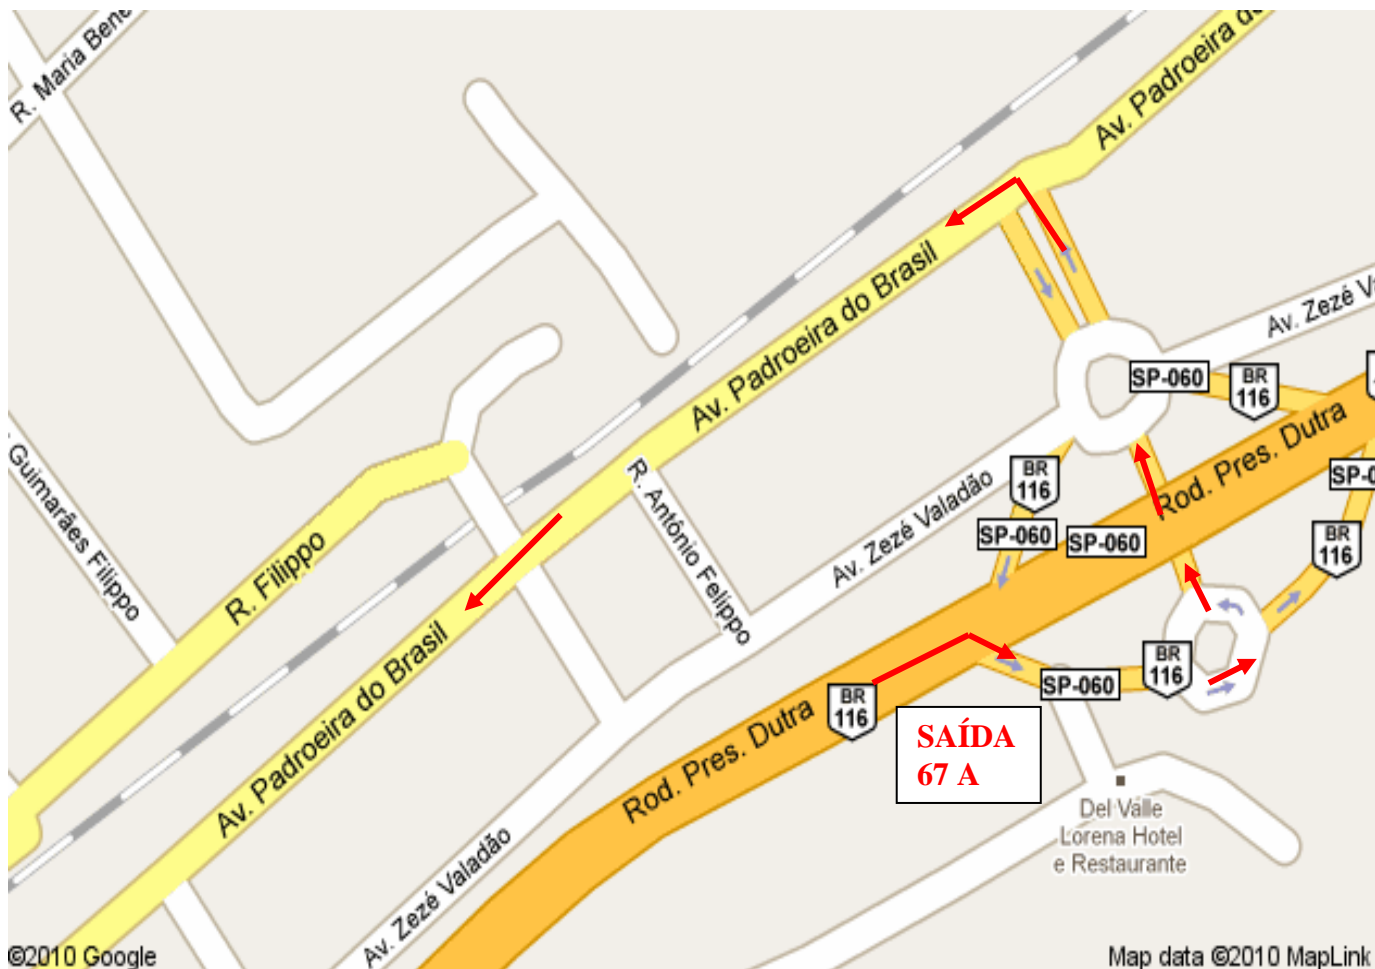 R. Maria Bene
Av. Padroeira do
Av. Padroeira do Brasil
Av. Zezé Va
SP-060
BR
116
Rod. Pres. Dutra
SP-0
Guimarães Filippo
R. Filippo
R. Antônio Felippo
BR
116
SP-060
SP-060
Av. Zezé Valadão
BR
116
Av. Padroeira do Brasil
BR
116
SP-060
BR
116
Rod. Pres. Dutra
SAÍDA
67 A
Del Valle
Lorena Hotel
e Restaurante
Av. Zezé Valadão
©2010 Google
Map data ©2010 MapLink